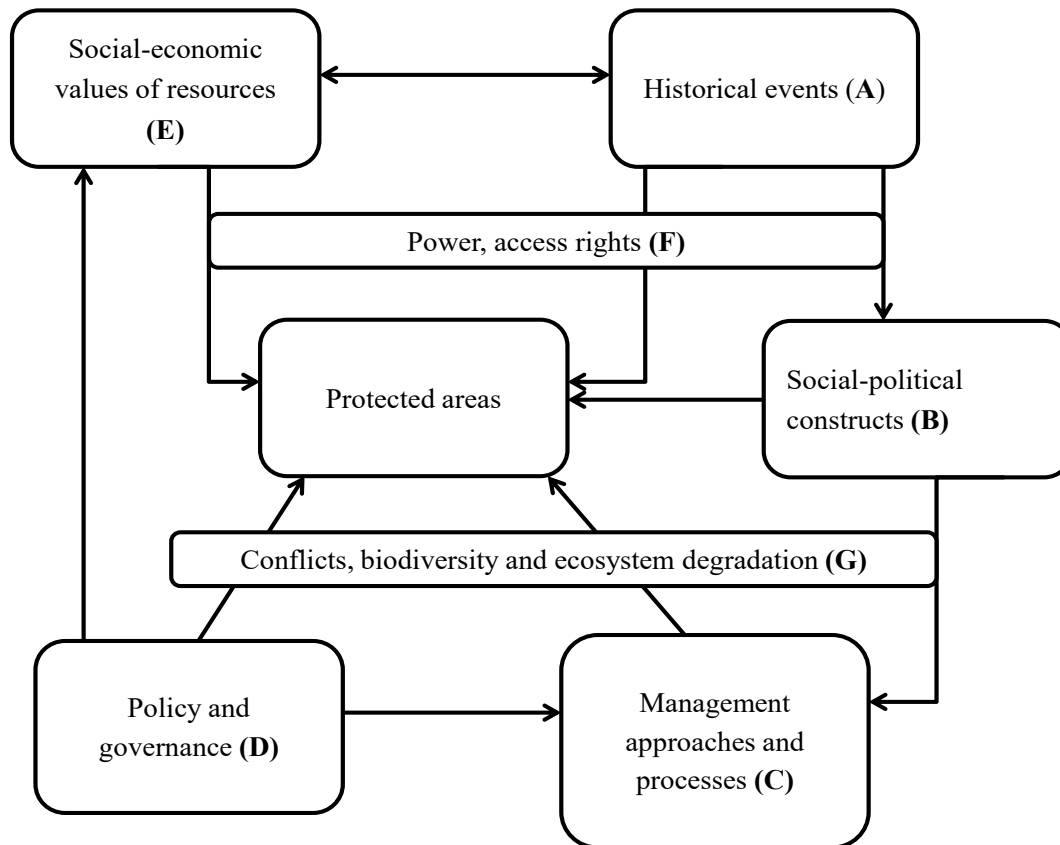 Social-economic
values of resources
(E)
Historical events (A)
Power, access rights (F)
Protected areas
Social-political
constructs (B)
Conflicts, biodiversity and ecosystem degradation (G)
Policy and
governance (D)
Management
approaches and
processes (C)